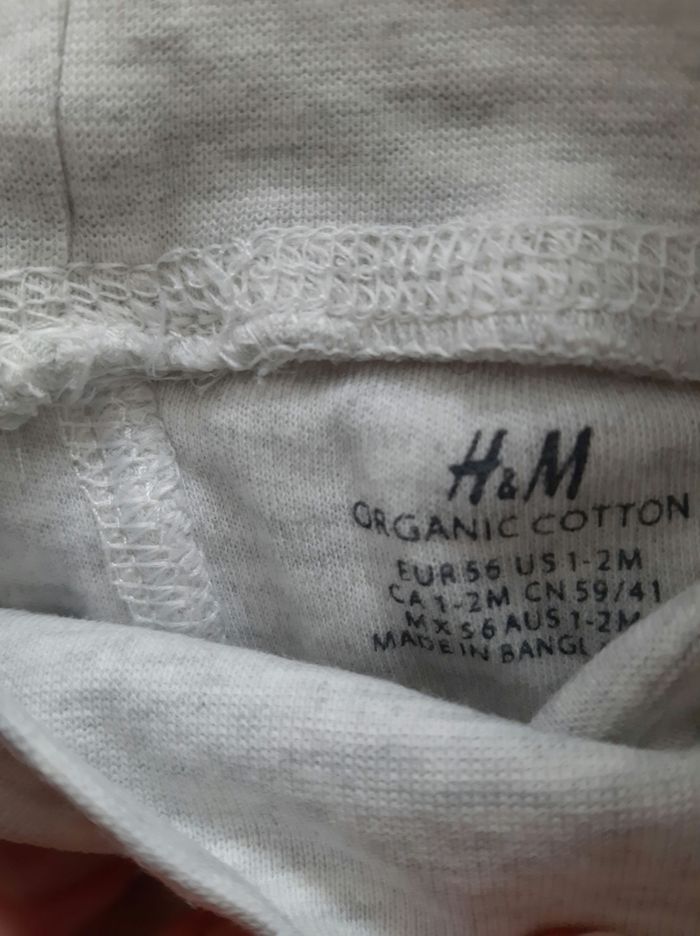 H&M
ORGANIC COTTON
EUR 56 US 1-2M
CA 1-2M CN 59/41
MX 56 AUS 1-2M
MADE IN